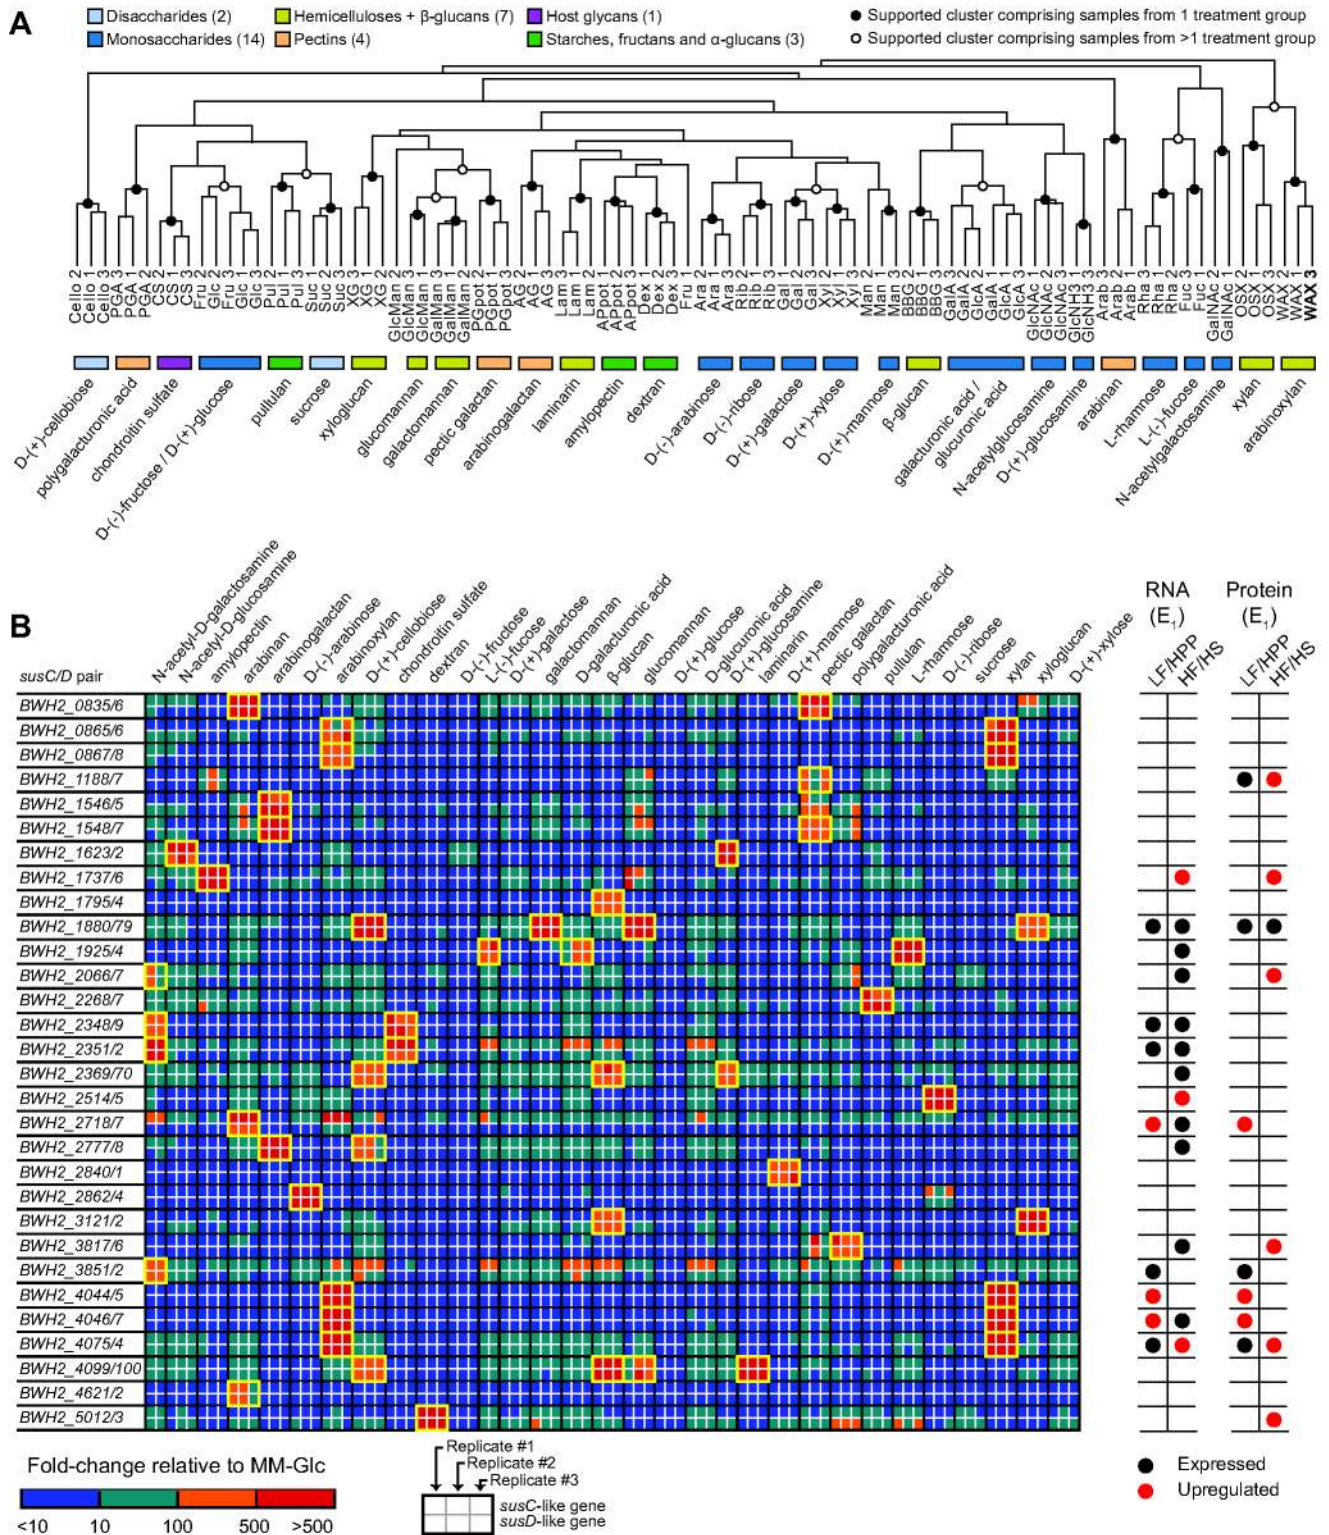 A
Disaccharides (2)
Hemicelluloses + β-glucans (7)
Host glycans (1)
Supported cluster comprising samples from 1 treatment group
Monosaccharides (14)
Pectins (4)
Starches, fructans and α-glucans (3)
Supported cluster comprising samples from >1 treatment group
Cello 2
Cello 1
Cello 3
PGA 3
PGA 1
PGA 2
CS 2
CS 1
CS 3
Fru 2
Glc 2
Fru 3
Glc 1
Glc 3
Pul 2
Pul 1
Pul 3
Suc 1
Suc 2
Suc 3
XG 3
XG 1
XG 2
GlcMan 2
GlcMan 3
GlcMan 1
GalMan 3
GalMan 1
GalMan 2
PGpot 2
PGpot 1
PGpot 3
AG 2
AG 1
AG 3
Lam 3
Lam 1
Lam 2
APpot 1
APpot 2
APpot 3
Dex 1
Dex 2
Dex 3
Fru 1
Ara 2
Ara 1
Ara 3
Rib 2
Rib 1
Rib 3
Gal 1
Gal 2
Gal 3
Xyl 2
Xyl 1
Xyl 3
Man 2
Man 1
Man 3
BBG 2
BBG 1
BBG 3
GalA 3
GalA 2
GlcA 2
GalA 1
GlcA 1
GlcA 3
GlcNAc 1
GlcNAc 2
GlcNAc 3
GlcNH3 1
GlcNH3 3
Arab 3
Arab 2
Arab 1
Rha 3
Rha 1
Rha 2
Fuc 3
Fuc 1
GalNAc 2
GalNAc 1
OSX 2
OSX 1
OSX 3
WAX 2
WAX 1
WAX 3
D-(+)-cellobiose
polygalacturonic acid
chondroitin sulfate
D-(-)-fructose / D-(+)-glucose
pullulan
sucrose
xyloglucan
glucomannan
galactomannan
pectic galactan
arabinogalactan
laminarin
amylopectin
dextran
D-(-)-arabinose
D-(-)-ribose
D-(+)-galactose
D-(+)-xylose
D-(+)-mannose
β-glucan
galacturonic acid /
glucuronic acid
N-acetylglucosamine
D-(+)-glucosamine
arabinan
L-rhamnose
L-(-)-fucose
N-acetylgalactosamine
xylan
arabinoxylan
B
susC/D pair
N-acetyl-D-galactosamine
N-acetyl-D-glucosamine
amylopectin
arabinan
arabinogalactan
D-(-)-arabinose
arabinoxylan
D-(+)-cellobiose
chondroitin sulfate
dextran
D-(-)-fructose
L-(-)-fucose
D-(+)-galactose
galactomannan
D-galacturonic acid
β-glucan
glucomannan
D-(+)-glucose
D-glucuronic acid
D-(+)-glucosamine
laminarin
D-(+)-mannose
pectic galactan
polygalacturonic acid
pullulan
L-rhamnose
D-(-)-ribose
sucrose
xylan
xyloglucan
D-(+)-xylose
RNA
(E1)
Protein
(E1)
LF/HPP
HF/HS
LF/HPP
HF/HS
BWH2_0835/6
BWH2_0865/6
BWH2_0867/8
BWH2_1188/7
BWH2_1546/5
BWH2_1548/7
BWH2_1623/2
BWH2_1737/6
BWH2_1795/4
BWH2_1880/79
BWH2_1925/4
BWH2_2066/7
BWH2_2268/7
BWH2_2348/9
BWH2_2351/2
BWH2_2369/70
BWH2_2514/5
BWH2_2718/7
BWH2_2777/8
BWH2_2840/1
BWH2_2862/4
BWH2_3121/2
BWH2_3817/6
BWH2_3851/2
BWH2_4044/5
BWH2_4046/7
BWH2_4075/4
BWH2_4099/100
BWH2_4621/2
BWH2_5012/3
Fold-change relative to MM-Glc
<10 10 100 500 >500
Replicate #1
Replicate #2
Replicate #3
susC-like gene
susD-like gene
Expressed
Upregulated